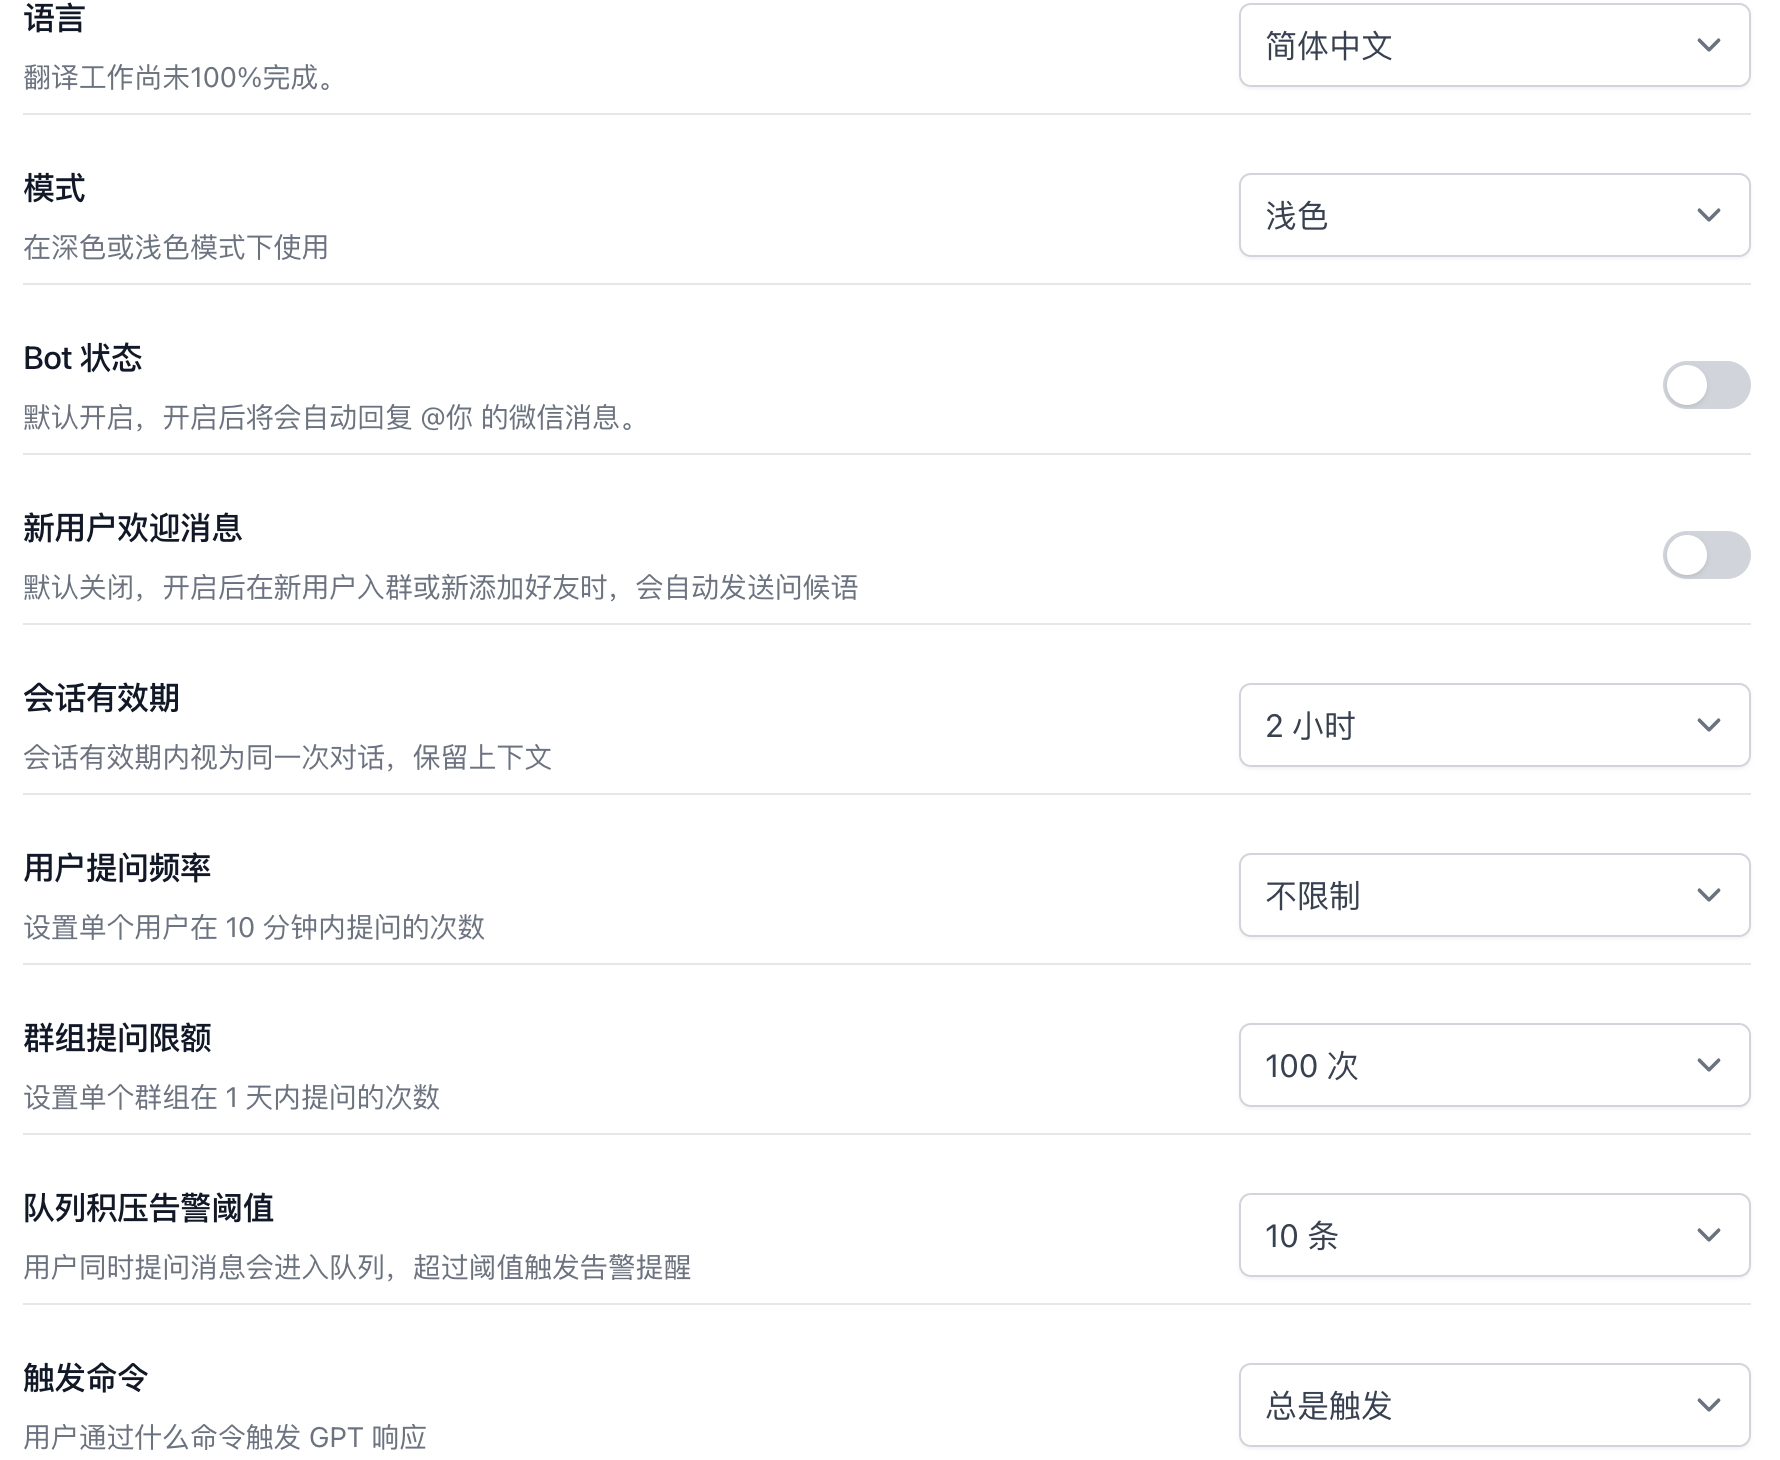 语言
简体中文
翻译工作尚未100%完成。
模式
浅色
在深色或浅色模式下使用
Bot 状态
默认开启，开启后将会自动回复 @你 的微信消息。
新用户欢迎消息
默认关闭，开启后在新用户入群或新添加好友时，会自动发送问候语
会话有效期
2 小时
会话有效期内视为同一次对话，保留上下文
用户提问频率
不限制
设置单个用户在 10 分钟内提问的次数
群组提问限额
100 次
设置单个群组在 1 天内提问的次数
队列积压告警阈值
10 条
用户同时提问消息会进入队列，超过阈值触发告警提醒
触发命令
总是触发
用户通过什么命令触发 GPT 响应